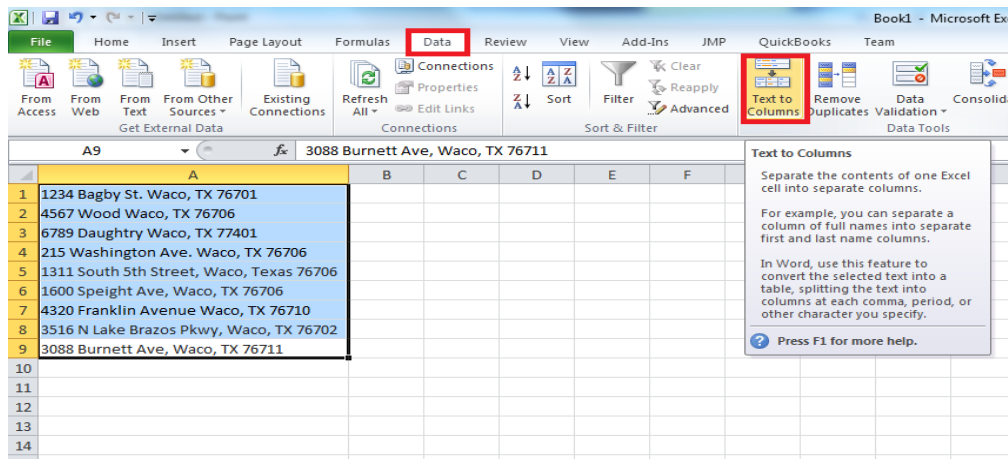 Book1 - Microsoft Ex
File Home Insert Page Layout Formulas Data Review View Add-Ins JMP QuickBooks Team
From Access
From Web
From Text
From Other Sources
Existing Connections
Get External Data
Refresh All
Connections
Properties
Edit Links
Connections
Sort
Filter
Clear
Reapply
Advanced
Sort & Filter
Text to Columns
Remove Duplicates
Data Validation
Consolid
Data Tools
A9 fx 3088 Burnett Ave, Waco, TX 76711
A B C D E F
1 1234 Bagby St. Waco, TX 76701
2 4567 Wood Waco, TX 76706
3 6789 Daughtry Waco, TX 77401
4 215 Washington Ave. Waco, TX 76706
5 1311 South 5th Street, Waco, Texas 76706
6 1600 Speight Ave, Waco, TX 76706
7 4320 Franklin Avenue Waco, TX 76710
8 3516 N Lake Brazos Pkwy, Waco, TX 76702
9 3088 Burnett Ave, Waco, TX 76711
10
11
12
13
14
Text to Columns
Separate the contents of one Excel
cell into separate columns.
For example, you can separate a
column of full names into separate
first and last name columns.
In Word, use this feature to
convert the selected text into a
table, splitting the text into
columns at each comma, period, or
other character you specify.
Press F1 for more help.